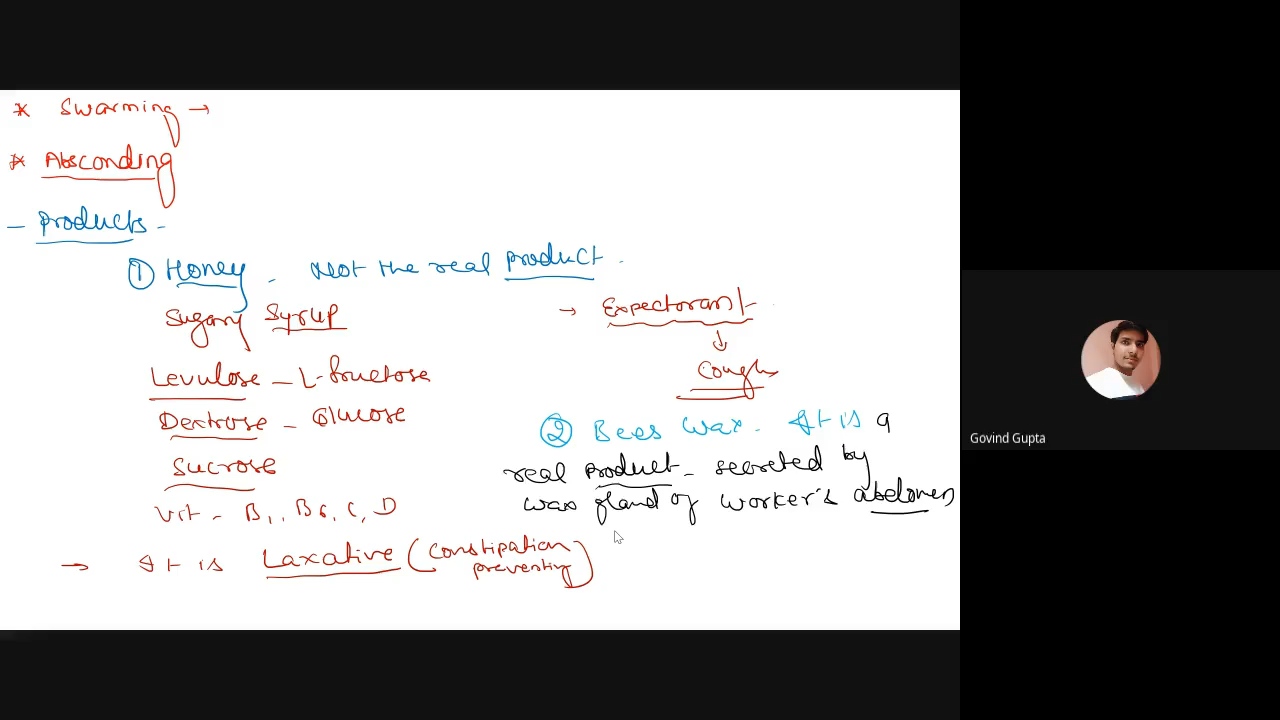 * Swarming →
* Absconding
- Products -
① Honey - Not the real product.
Sugary Syrup
Levulose - L-fructose
Dextrose - Glucose
Sucrose
Vit - B1, B6, C, D
→ It is Laxative (Constipation preventing)
→ Expectorant
↓
Cough
② Bees Wax - It is a
real product - secreted by
wax gland of worker's abdomen
Govind Gupta